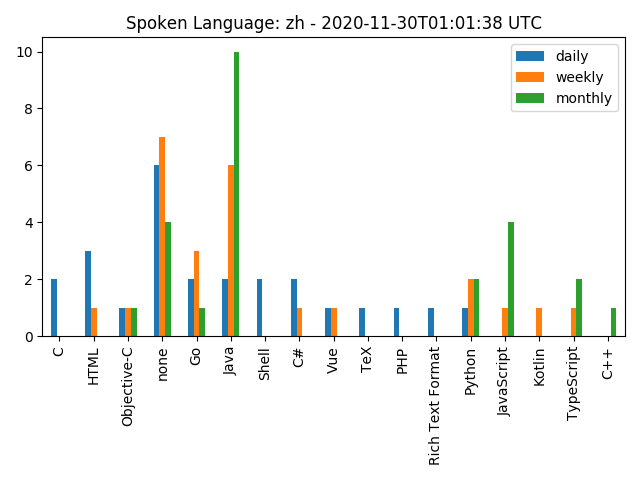 Spoken Language: zh - 2020-11-30T01:01:38 UTC
daily
weekly
monthly
10
8
6
4
2
0
C
HTML
Objective-C
none
Go
Java
Shell
C#
Vue
TeX
PHP
Rich Text Format
Python
JavaScript
Kotlin
TypeScript
C++